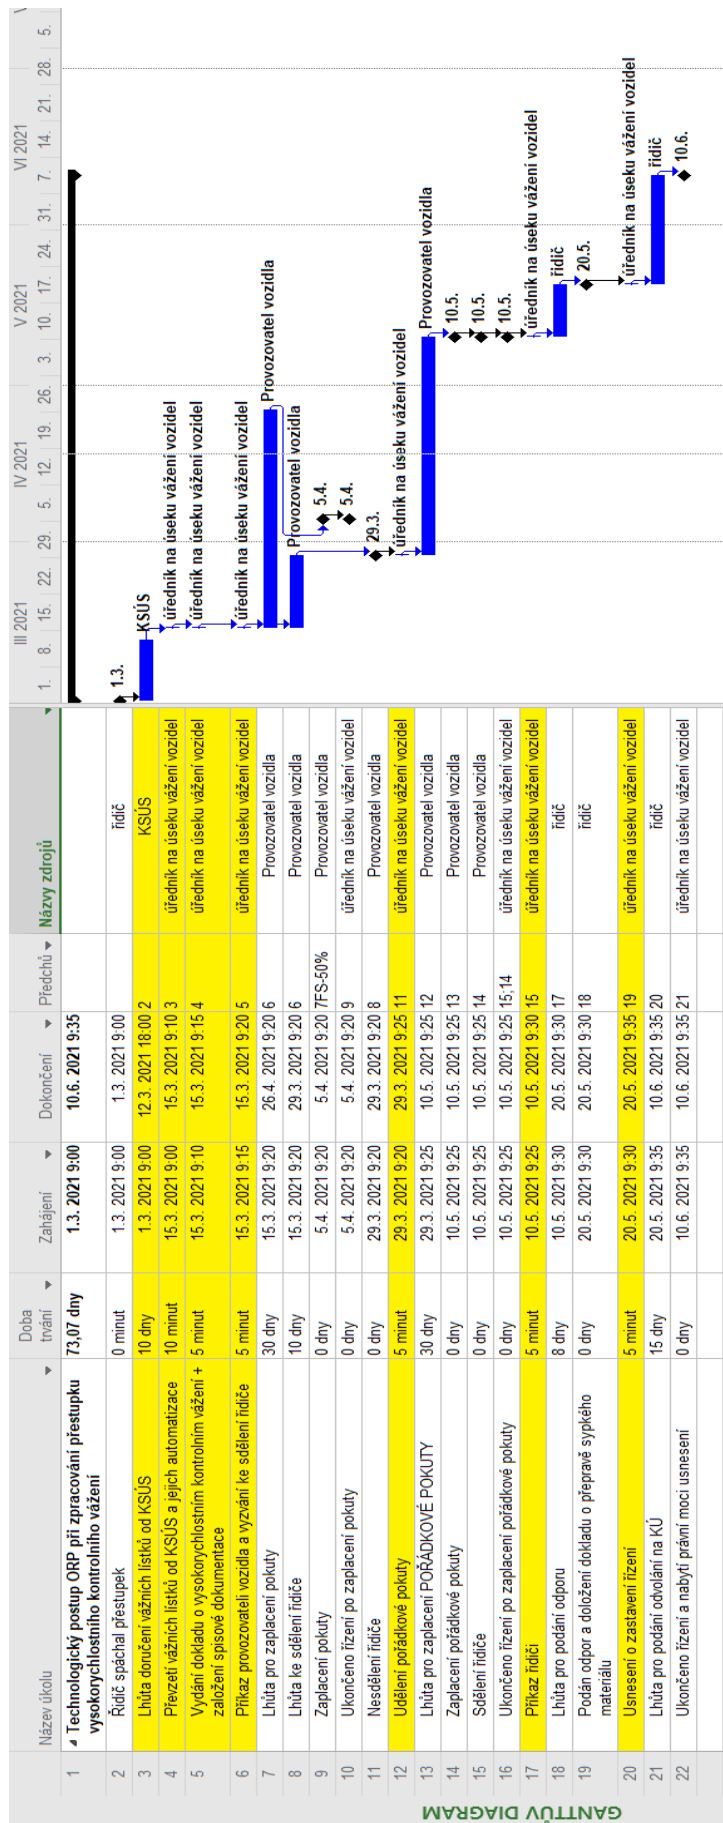 GANTTŮV DIAGRAM
Název úkolu
Doba
trvání
Zahájení
Dokončení
Předchů
Názvy zdrojů
III 2021 IV 2021 V 2021 VI 2021 V
1. 8. 15. 22. 29. 5. 12. 19. 26. 3. 10. 17. 24. 31. 7. 14. 21. 28. 5.
1 Technologický postup ORP při zpracování přestupku 73,07 dny 1.3. 2021 9:00 10.6. 2021 9:35
vysokorychlostního kontrolního vážení
2 Řidič spáchal přestupek 0 minut 1.3. 2021 9:00 1.3. 2021 9:00 řidič
1.3.
3 Lhůta doručení vážních lístků od KSÚS 10 dny 1.3. 2021 9:00 12.3. 2021 18:00 2 KSÚS
KSÚS
4 Převzetí vážních lístků od KSÚS a jejich automatizace 10 minut 15.3. 2021 9:00 15.3. 2021 9:10 3 úředník na úseku vážení vozidel
úředník na úseku vážení vozidel
5 Vydání dokladu o vysokorychlostním kontrolním vážení + 5 minut 15.3. 2021 9:10 15.3. 2021 9:15 4 úředník na úseku vážení vozidel
založení spisové dokumentace
úředník na úseku vážení vozidel
6 Příkaz provozovateli vozidla a vyzvání ke sdělení řidiče 5 minut 15.3. 2021 9:15 15.3. 2021 9:20 5 úředník na úseku vážení vozidel
úředník na úseku vážení vozidel
7 Lhůta pro zaplacení pokuty 30 dny 15.3. 2021 9:20 26.4. 2021 9:20 6 Provozovatel vozidla
Provozovatel vozidla
8 Lhůta ke sdělení řidiče 10 dny 15.3. 2021 9:20 29.3. 2021 9:20 6 Provozovatel vozidla
Provozovatel vozidla
9 Zaplacení pokuty 0 dny 5.4. 2021 9:20 5.4. 2021 9:20 7FS-50% Provozovatel vozidla
5.4.
10 Ukončeno řízení po zaplacení pokuty 0 dny 5.4. 2021 9:20 5.4. 2021 9:20 9 úředník na úseku vážení vozidel
5.4.
11 Nesdělení řidiče 0 dny 29.3. 2021 9:20 29.3. 2021 9:20 8 Provozovatel vozidla
29.3.
12 Udělení pořádkové pokuty 5 minut 29.3. 2021 9:20 29.3. 2021 9:25 11 úředník na úseku vážení vozidel
úředník na úseku vážení vozidel
13 Lhůta pro zaplacení POŘÁDKOVÉ POKUTY 30 dny 29.3. 2021 9:25 10.5. 2021 9:25 12 Provozovatel vozidla
Provozovatel vozidla
14 Zaplacení pořádkové pokuty 0 dny 10.5. 2021 9:25 10.5. 2021 9:25 13 Provozovatel vozidla
10.5.
15 Sdělení řidiče 0 dny 10.5. 2021 9:25 10.5. 2021 9:25 14 Provozovatel vozidla
10.5.
16 Ukončeno řízení po zaplacení pořádkové pokuty 0 dny 10.5. 2021 9:25 10.5. 2021 9:25 15;14 úředník na úseku vážení vozidel
10.5.
17 Příkaz řidiči 5 minut 10.5. 2021 9:25 10.5. 2021 9:30 15 úředník na úseku vážení vozidel
úředník na úseku vážení vozidel
18 Lhůta pro podání odporu 8 dny 10.5. 2021 9:30 20.5. 2021 9:30 17 řidič
řidič
19 Podán odpor a doložení dokladu o přepravě sypkého 0 dny 20.5. 2021 9:30 20.5. 2021 9:30 18 řidič
materiálu
20.5.
20 Usnesení o zastavení řízení 5 minut 20.5. 2021 9:30 20.5. 2021 9:35 19 úředník na úseku vážení vozidel
úředník na úseku vážení vozidel
21 Lhůta pro podání odvolání na KÚ 15 dny 20.5. 2021 9:35 10.6. 2021 9:35 20 řidič
řidič
22 Ukončeno řízení a nabytí právní moci usnesení 0 dny 10.6. 2021 9:35 10.6. 2021 9:35 21 úředník na úseku vážení vozidel
10.6.